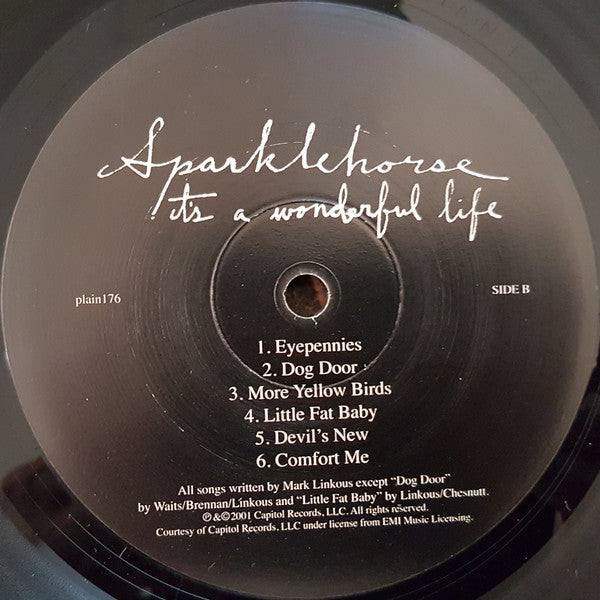 Sparklehorse
it's a wonderful life
plain176
SIDE B
1. Eyepennies
2. Dog Door
3. More Yellow Birds
4. Little Fat Baby
5. Devil's New
6. Comfort Me
All songs written by Mark Linkous except "Dog Door"
by Waits/Brennan/Linkous and "Little Fat Baby" by Linkous/Chesnutt.
℗ &© 2001 Capitol Records, LLC. All rights reserved.
Courtesy of Capitol Records, LLC under license from EMI Music Licensing.